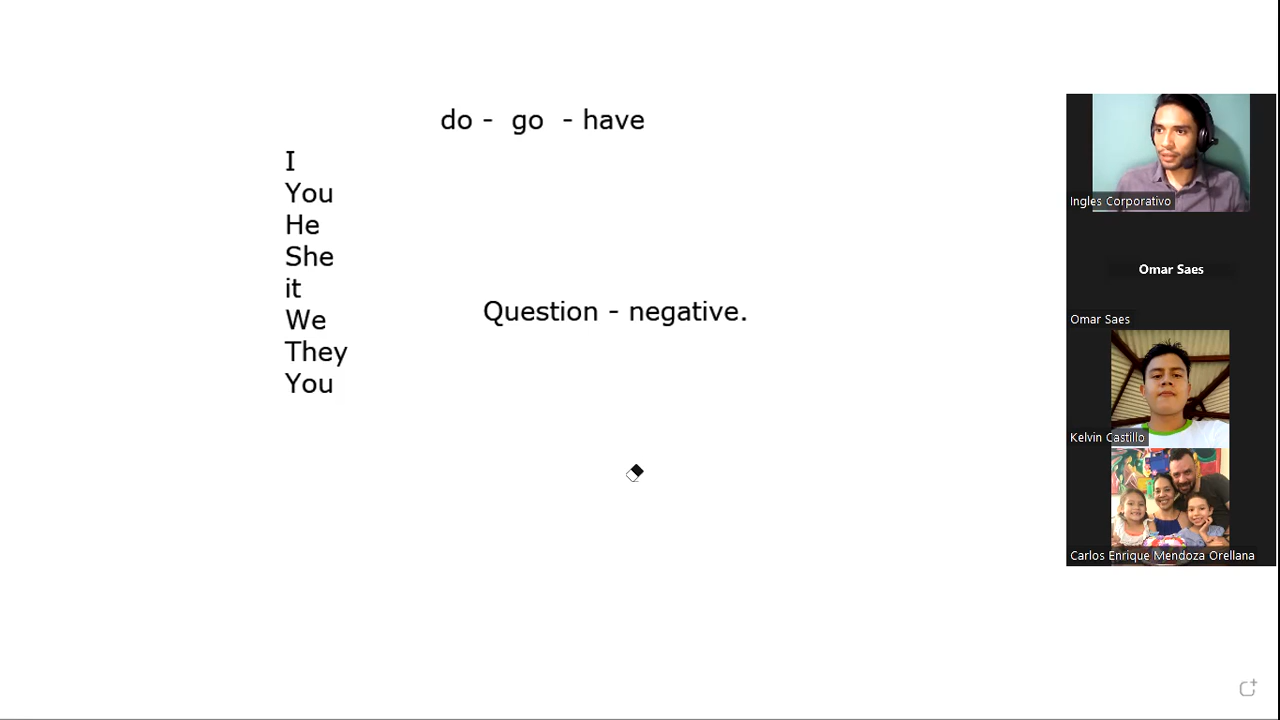 do - go - have
I
You
He
She
it
We
They
You
Question - negative.
Ingles Corporativo
Omar Saes
Omar Saes
Kelvin Castillo
Carlos Enrique Mendoza Orellana